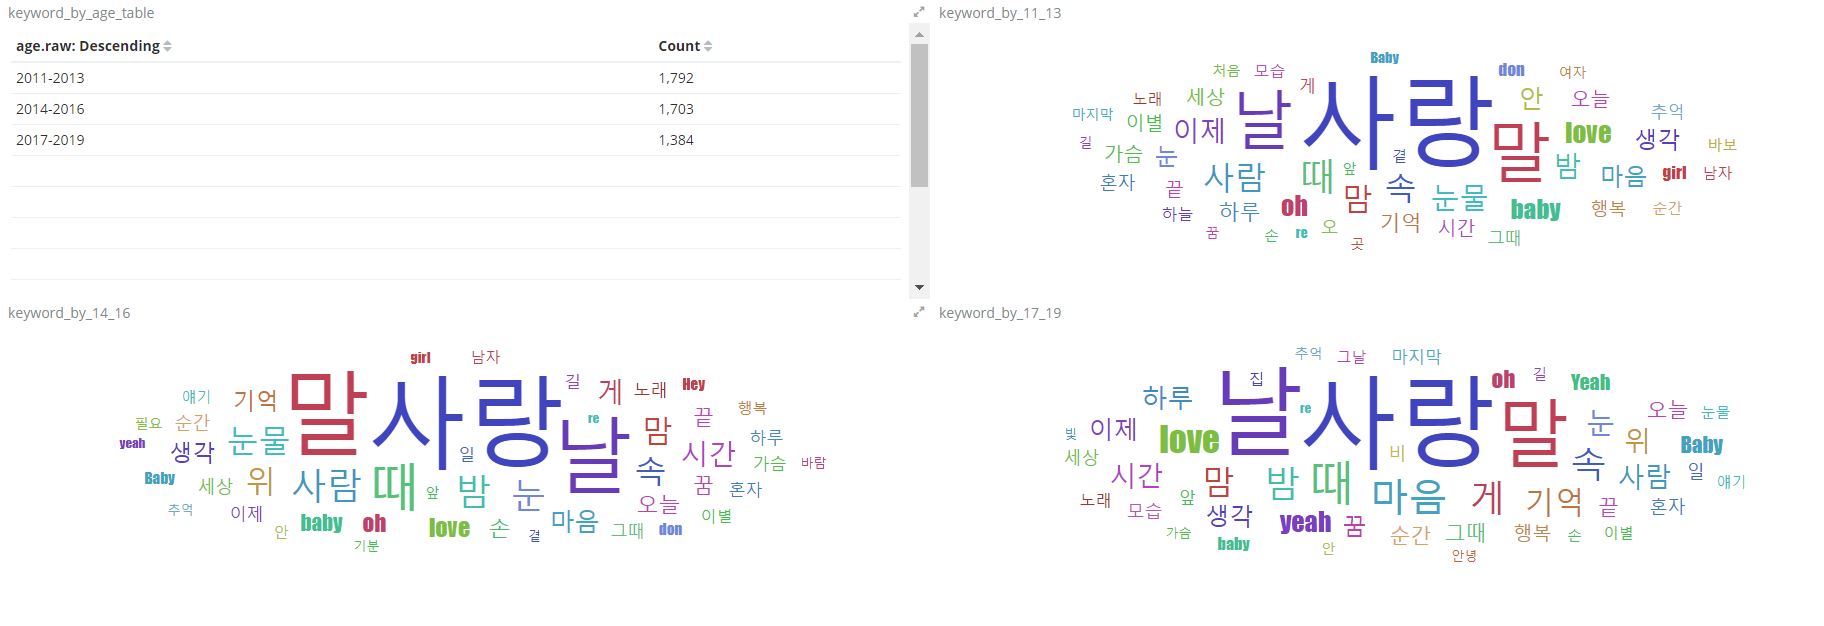 keyword_by_age_table
age.raw: Descending Count
2011-2013 1,792
2014-2016 1,703
2017-2019 1,384
keyword_by_11_13
Baby
처음 모습 don 여자
게
노래 세상 안 오늘
마지막 이별 이제 날 사랑 말 love 추억
길 가슴 눈 곁 밤 생각 바보
혼자 끝 사람 때 앞 속 마음 girl 남자
하늘 하루 oh 맘 눈물 baby 행복 순간
꿈 손 re 오 기억 시간 그때
곳
keyword_by_14_16
girl 남자
길 게 노래 Hey
얘기 기억 말 사랑 re 끝 행복
필요 순간 날 맘
yeah 생각 눈물 일 속 시간 하루
Baby 세상 위 사람 때 밤 눈 꿈 가슴 바람
앞 혼자
추억 이제 오늘
안 baby oh love 손 마음 그때 don 이별
기분 곁
keyword_by_17_19
추억 그날 마지막
하루 날 집 사랑 oh 길 Yeah
re 말 오늘 눈물
빛 이제 love 눈 위 Baby
세상 비 속
시간 맘 밤 때 사람 일 얘기
노래 앞 마음 게 기억 끝
모습 생각 yeah 꿈 혼자
가슴 순간 그때 행복 손 이별
baby 안 안녕